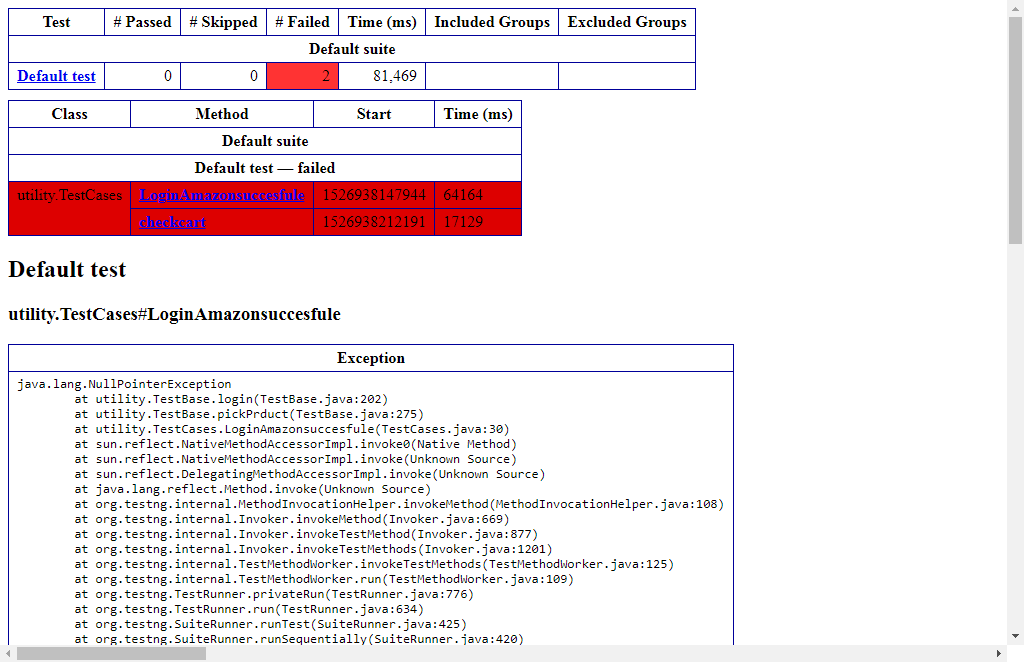 Test # Passed # Skipped # Failed Time (ms) Included Groups Excluded Groups
Default suite
Default test 0 0 2 81,469
Class Method Start Time (ms)
Default suite
Default test — failed
utility.TestCases LoginAmazonsuccesfule 1526938147944 64164
checkcart 1526938212191 17129
Default test
utility.TestCases#LoginAmazonsuccesfule
Exception
java.lang.NullPointerException
at utility.TestBase.login(TestBase.java:202)
at utility.TestBase.pickPrduct(TestBase.java:275)
at utility.TestCases.LoginAmazonsuccesfule(TestCases.java:30)
at sun.reflect.NativeMethodAccessorImpl.invoke0(Native Method)
at sun.reflect.NativeMethodAccessorImpl.invoke(Unknown Source)
at sun.reflect.DelegatingMethodAccessorImpl.invoke(Unknown Source)
at java.lang.reflect.Method.invoke(Unknown Source)
at org.testng.internal.MethodInvocationHelper.invokeMethod(MethodInvocationHelper.java:108)
at org.testng.internal.Invoker.invokeMethod(Invoker.java:669)
at org.testng.internal.Invoker.invokeTestMethod(Invoker.java:877)
at org.testng.internal.Invoker.invokeTestMethods(Invoker.java:1201)
at org.testng.internal.TestMethodWorker.invokeTestMethods(TestMethodWorker.java:125)
at org.testng.internal.TestMethodWorker.run(TestMethodWorker.java:109)
at org.testng.TestRunner.privateRun(TestRunner.java:776)
at org.testng.TestRunner.run(TestRunner.java:634)
at org.testng.SuiteRunner.runTest(SuiteRunner.java:425)
at org.testng.SuiteRunner.runSequentially(SuiteRunner.java:420)